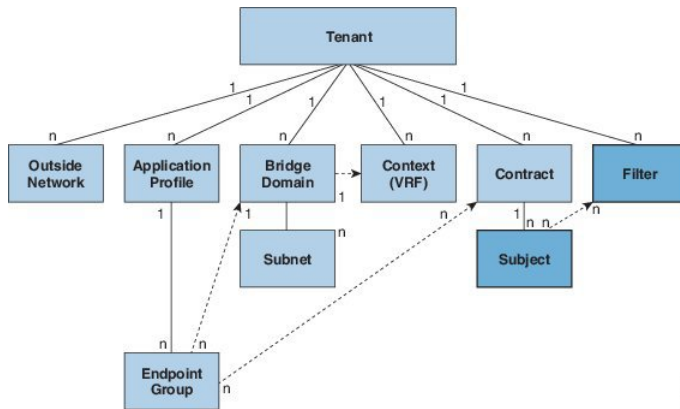 Tenant
1 1 1 1 1 1
n n n n n n
Outside
Network
Application
Profile
Bridge
Domain
Context
(VRF)
Contract
Filter
1 1 1 n 1 n
n n n
Subnet
Subject
n n
Endpoint
Group
n